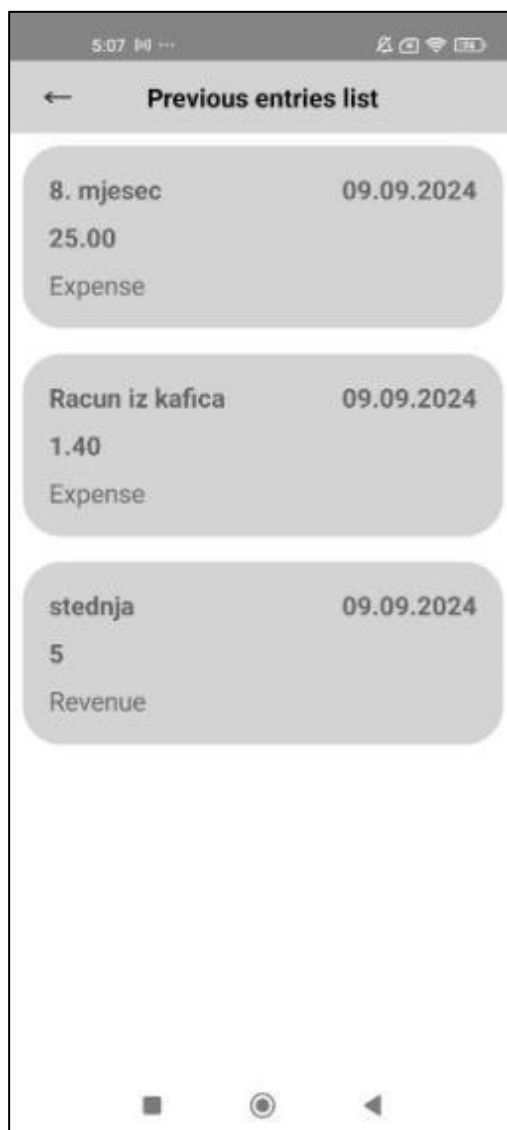 5:07
Previous entries list
8. mjesec 09.09.2024
25.00
Expense
Racun iz kafica 09.09.2024
1.40
Expense
stednja 09.09.2024
5
Revenue